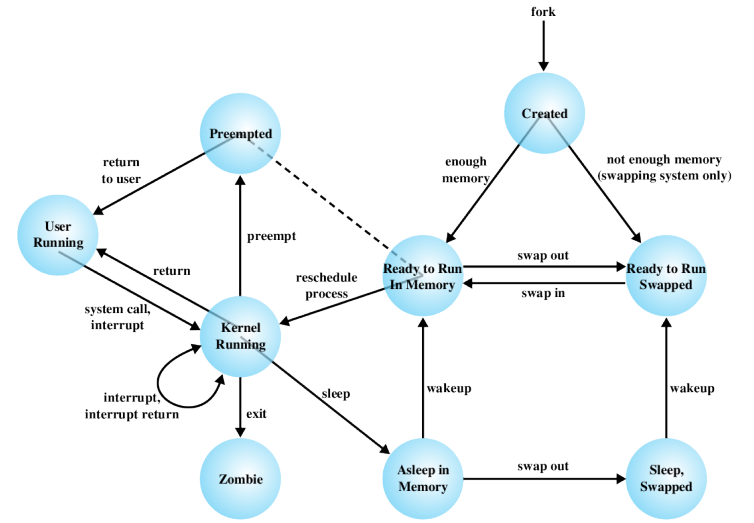 fork
Created
Preempted
return
to user
enough
memory
not enough memory
(swapping system only)
User
Running
preempt
return
reschedule
process
Ready to Run
In Memory
swap out
swap in
Ready to Run
Swapped
system call,
interrupt
Kernel
Running
interrupt,
interrupt return
sleep
exit
wakeup
wakeup
Zombie
Asleep in
Memory
swap out
Sleep,
Swapped